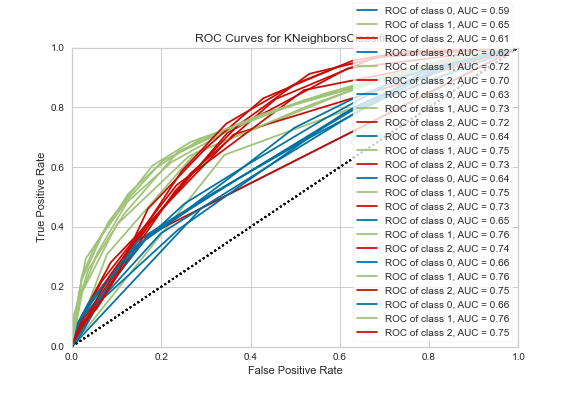 ROC Curves for KNeighborsC
ROC of class 0, AUC = 0.59
ROC of class 1, AUC = 0.65
ROC of class 2, AUC = 0.61
ROC of class 0, AUC = 0.62
ROC of class 1, AUC = 0.72
ROC of class 2, AUC = 0.70
ROC of class 0, AUC = 0.63
ROC of class 1, AUC = 0.73
ROC of class 2, AUC = 0.72
ROC of class 0, AUC = 0.64
ROC of class 1, AUC = 0.75
ROC of class 2, AUC = 0.73
ROC of class 0, AUC = 0.64
ROC of class 1, AUC = 0.75
ROC of class 2, AUC = 0.73
ROC of class 0, AUC = 0.65
ROC of class 1, AUC = 0.76
ROC of class 2, AUC = 0.74
ROC of class 0, AUC = 0.66
ROC of class 1, AUC = 0.76
ROC of class 2, AUC = 0.75
ROC of class 0, AUC = 0.66
ROC of class 1, AUC = 0.76
ROC of class 2, AUC = 0.75
True Positive Rate
1.0
0.8
0.6
0.4
0.2
0.0
0.0
0.2
0.4
0.6
0.8
1.0
False Positive Rate